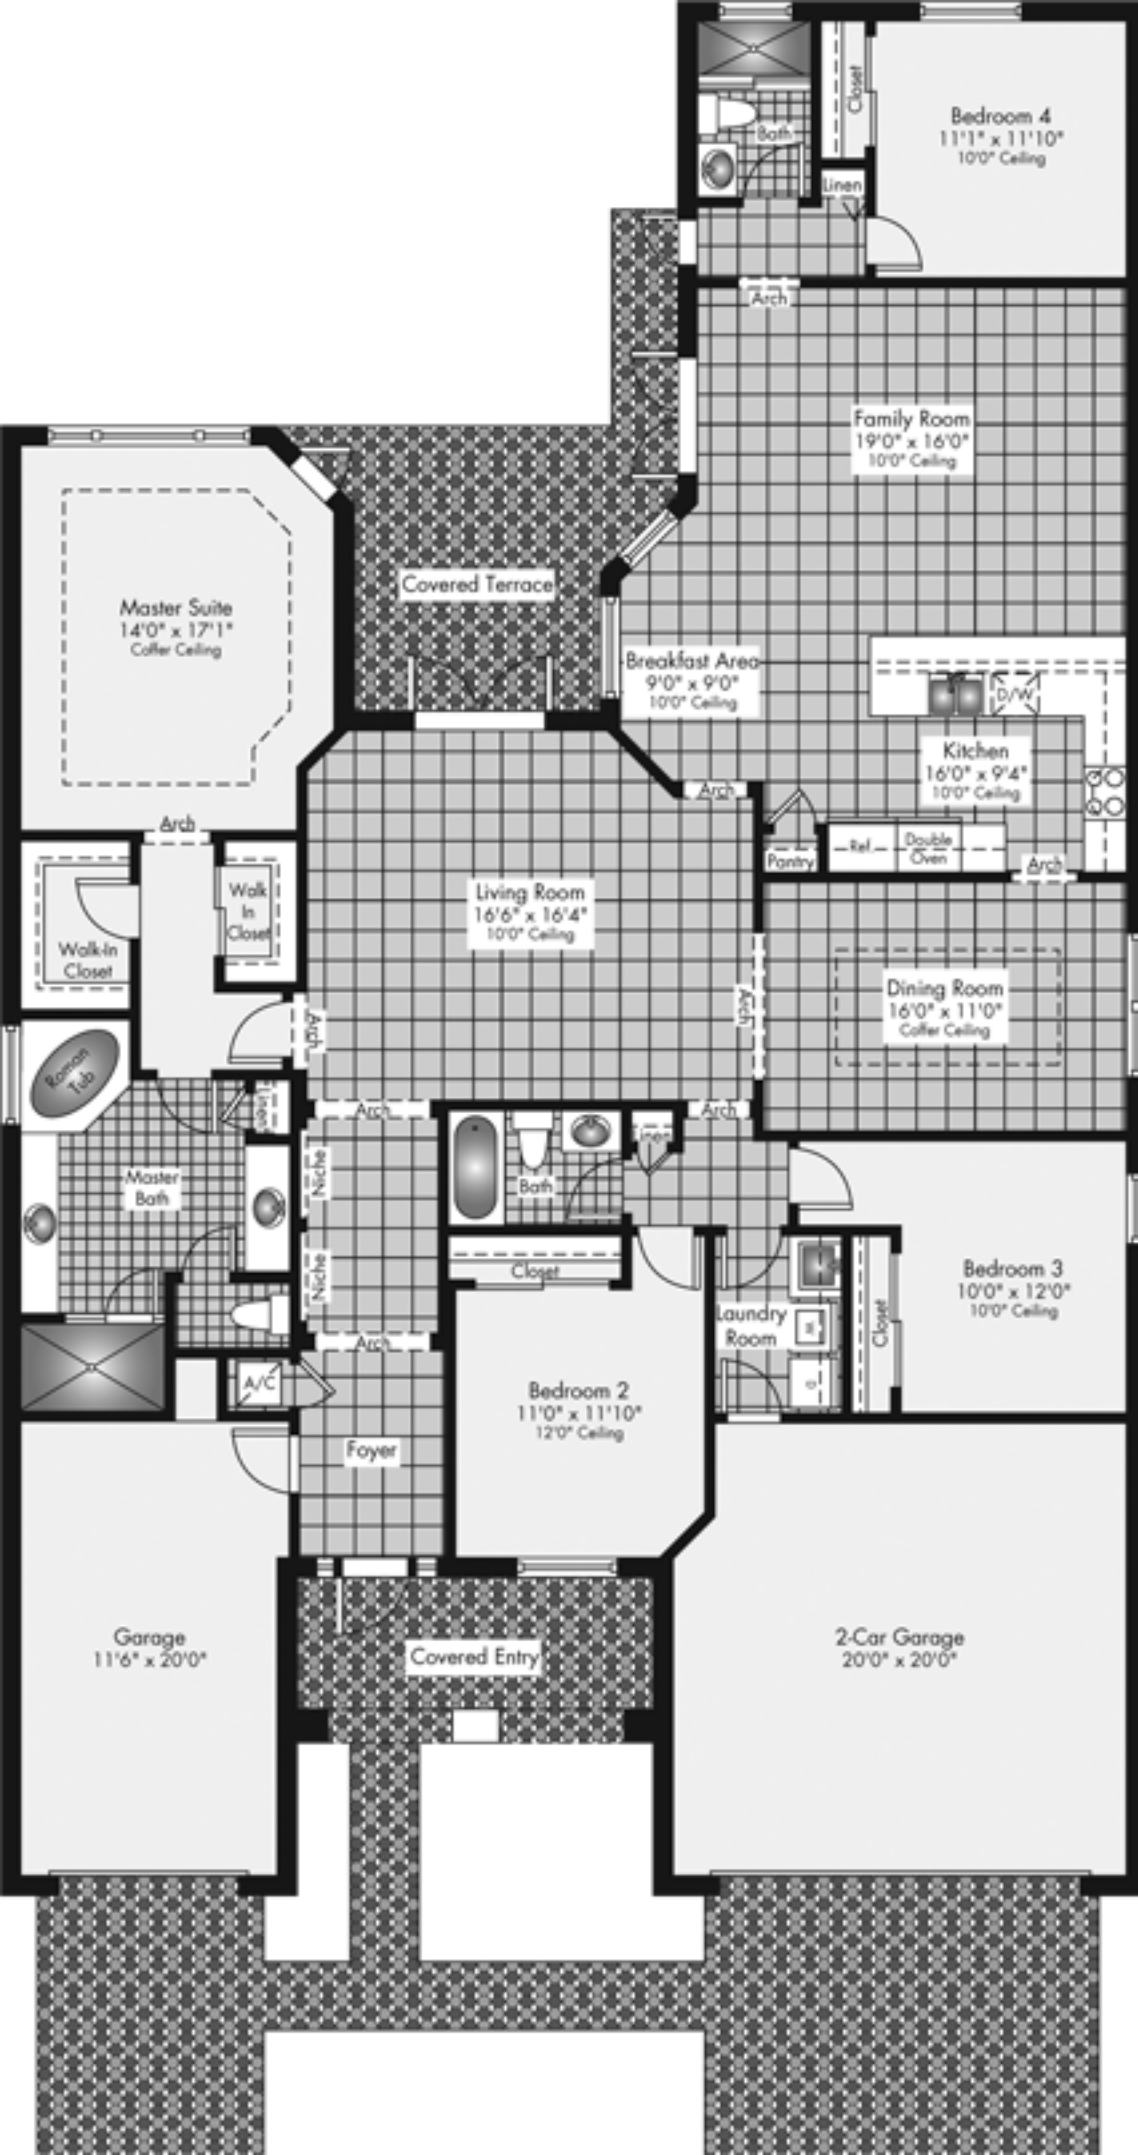 Closet
Bedroom 4
11'1" x 11'10"
10'0" Ceiling
Bath
Linen
Arch
Family Room
19'0" x 16'0"
10'0" Ceiling
Covered Terrace
Master Suite
14'0" x 17'1"
Coffer Ceiling
Breakfast Area
9'0" x 9'0"
10'0" Ceiling
D/W
Kitchen
16'0" x 9'4"
10'0" Ceiling
Arch
Arch
Ref.
Double
Oven
Pantry
Arch
Walk
In
Closet
Walk-In
Closet
Living Room
16'6" x 16'4"
10'0" Ceiling
Dining Room
16'0" x 11'0"
Coffer Ceiling
Arch
Arch
Roman
Tub
Linen
Arch
Arch
Linen
Master
Bath
Niche
Bath
Niche
Closet
Bedroom 3
10'0" x 12'0"
10'0" Ceiling
Closet
Laundry
Room
W
D
Arch
A/C
Bedroom 2
11'0" x 11'10"
12'0" Ceiling
Foyer
Garage
11'6" x 20'0"
Covered Entry
2-Car Garage
20'0" x 20'0"